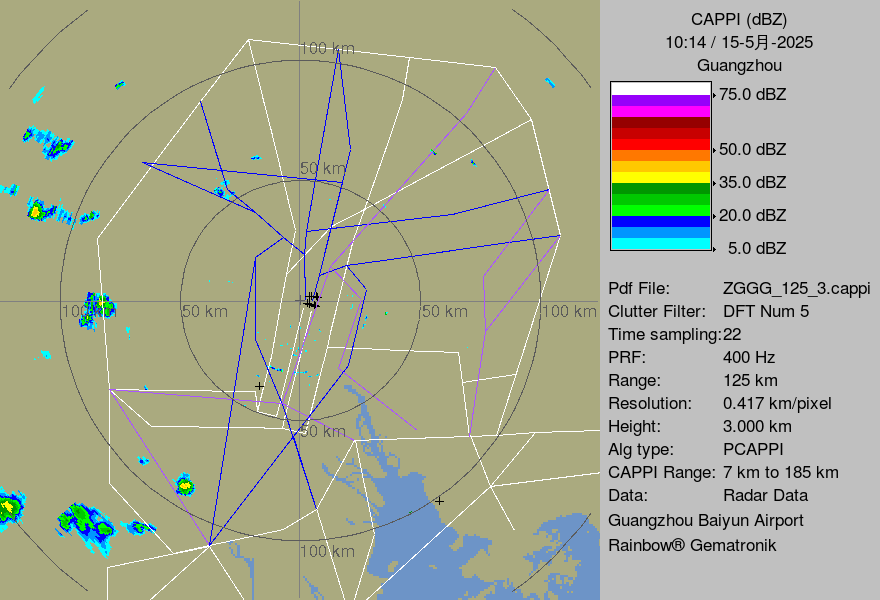 100 km
50 km
100 km
50 km
50 km
100 km
50 km
100 km
CAPPI (dBZ)
10:14 / 15-5月-2025
Guangzhou
75.0 dBZ
50.0 dBZ
35.0 dBZ
20.0 dBZ
5.0 dBZ
Pdf File: ZGGG_125_3.cappi
Clutter Filter: DFT Num 5
Time sampling:22
PRF: 400 Hz
Range: 125 km
Resolution: 0.417 km/pixel
Height: 3.000 km
Alg type: PCAPPI
CAPPI Range: 7 km to 185 km
Data: Radar Data
Guangzhou Baiyun Airport
Rainbow® Gematronik